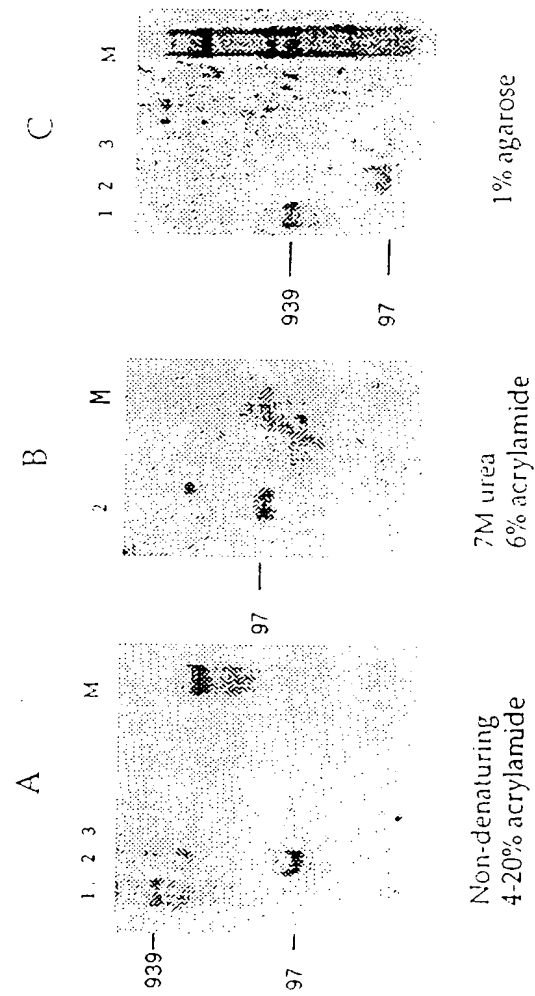 A
1. 2 3 M
939
97
Non-denaturing
4-20% acrylamide
B
2 M
97
7M urea
6% acrylamide
C
1 2 3 M
939
97
1% agarose